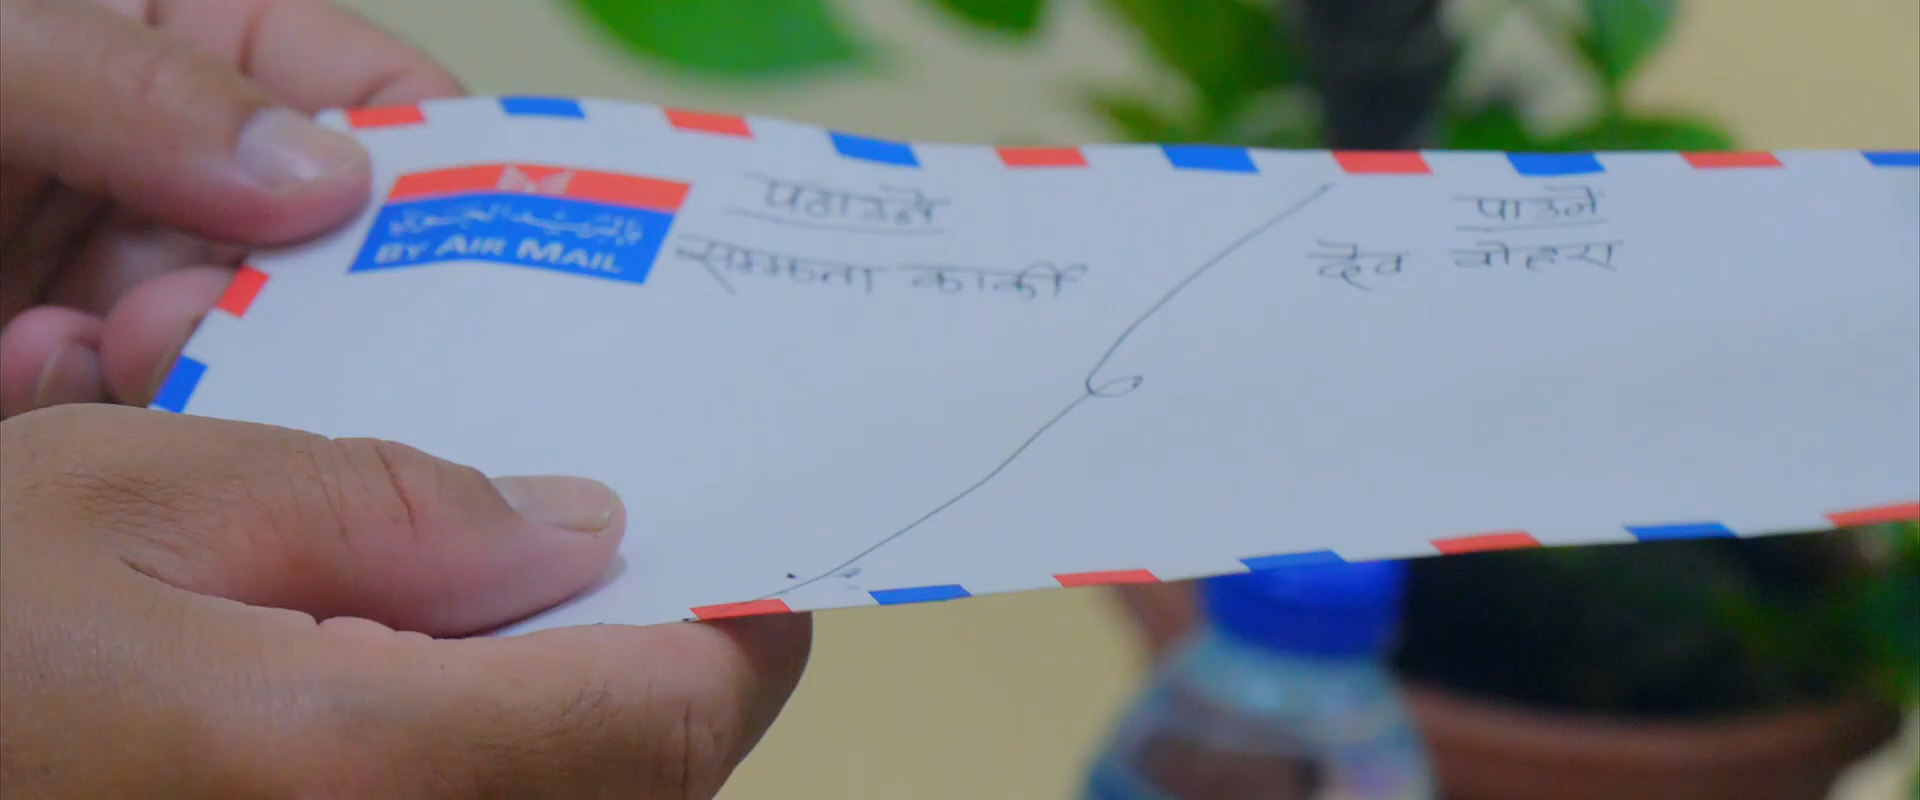 بالبريد الجوي
BY AIR MAIL
पठाउने
सम्झना कार्की
पाउने
देव बोहरा